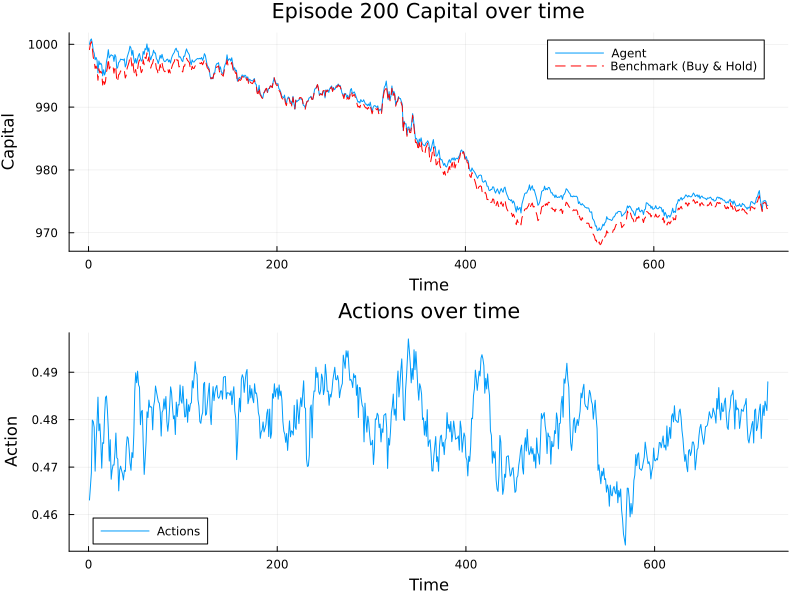 Episode 200 Capital over time
Capital
1000
990
980
970
Agent
Benchmark (Buy & Hold)
0
200
400
600
Time
Actions over time
Action
0.49
0.48
0.47
0.46
Actions
0
200
400
600
Time